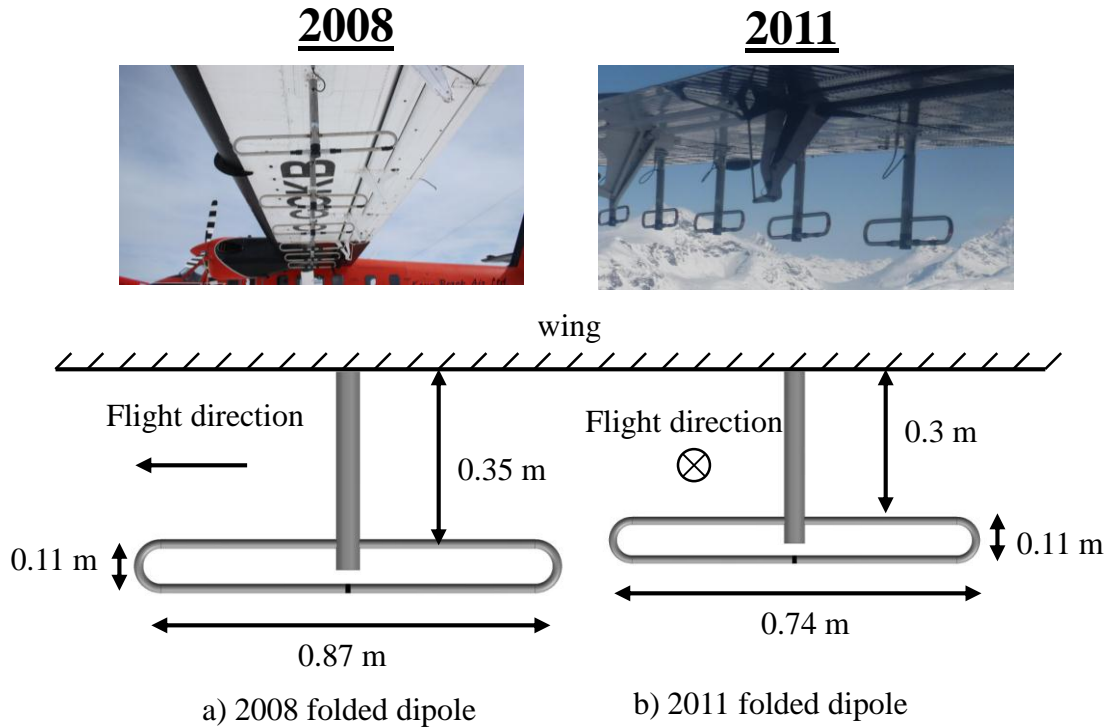 2008
2011
CGCKB
wing
Flight direction
Flight direction
0.35 m
0.3 m
0.11 m
0.11 m
0.87 m
0.74 m
a) 2008 folded dipole
b) 2011 folded dipole